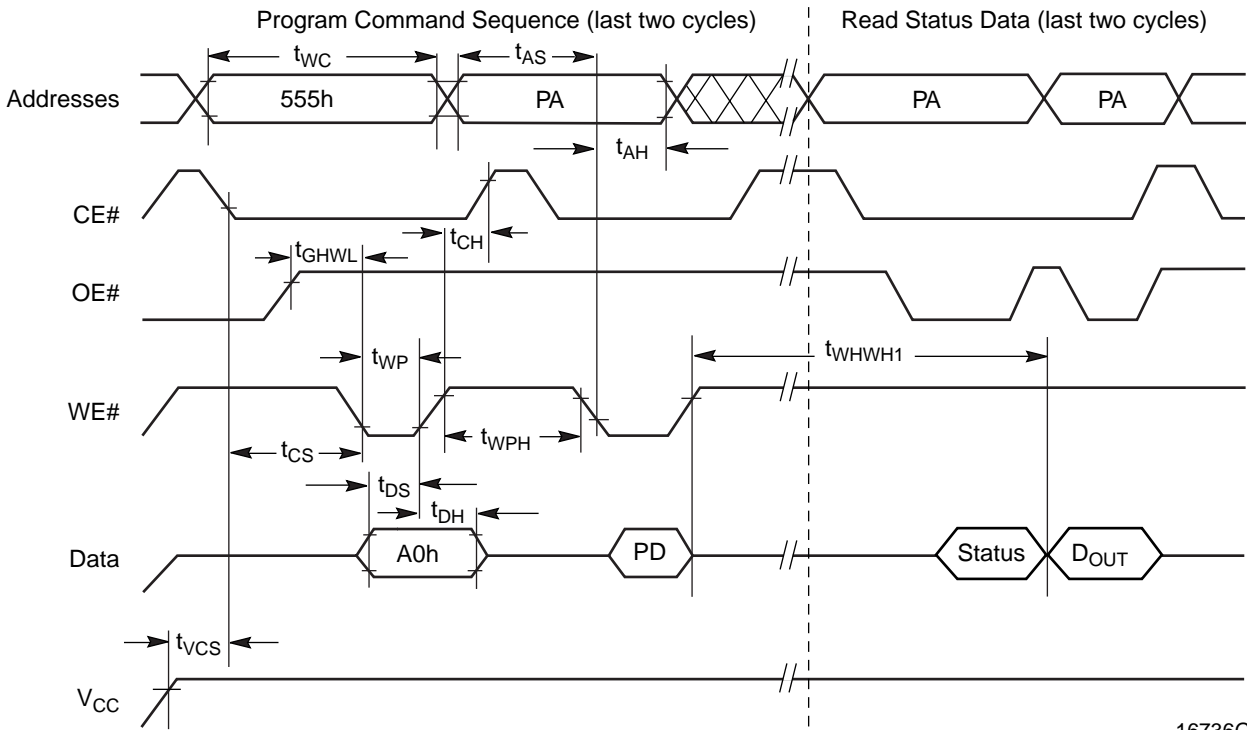 Program Command Sequence (last two cycles)
Read Status Data (last two cycles)
tWC
tAS
Addresses
555h
PA
PA
PA
tAH
CE#
tCH
tGHWL
OE#
tWP
tWHWH1
WE#
tWPH
tCS
tDS
tDH
Data
A0h
PD
Status
DOUT
tVCS
VCC